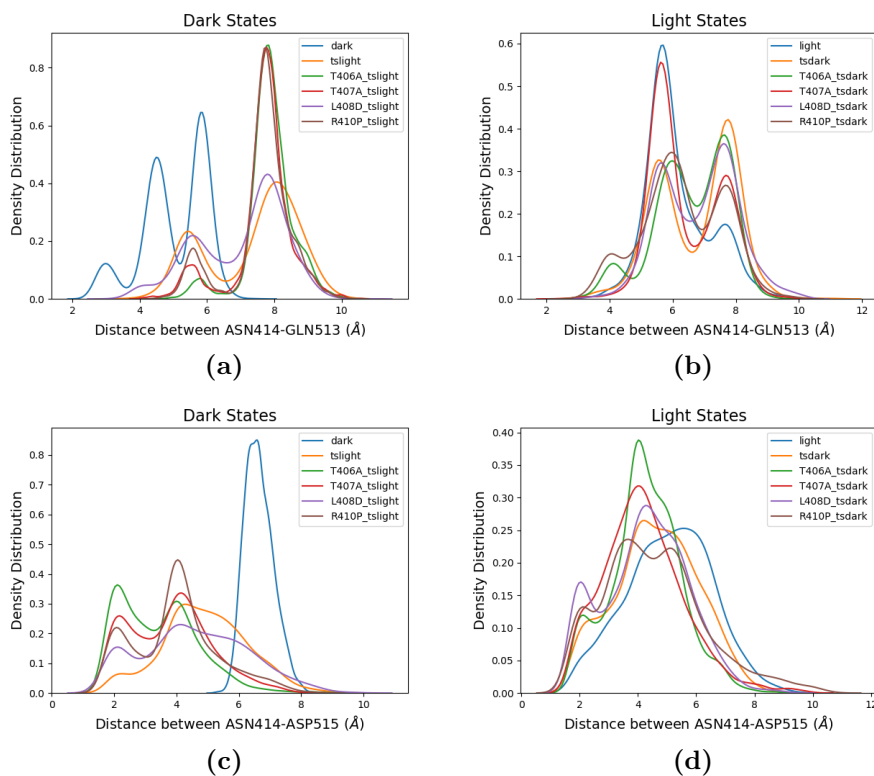 Dark States
Density Distribution
0.8
0.6
0.4
0.2
0.0
2
4
6
8
10
Distance between ASN414-GLN513 (Å)
dark
tslight
T406A_tslight
T407A_tslight
L408D_tslight
R410P_tslight
(a)
Light States
Density Distribution
0.6
0.5
0.4
0.3
0.2
0.1
0.0
2
4
6
8
10
12
Distance between ASN414-GLN513 (Å)
light
tsdark
T406A_tsdark
T407A_tsdark
L408D_tsdark
R410P_tsdark
(b)
Dark States
Density Distribution
0.8
0.7
0.6
0.5
0.4
0.3
0.2
0.1
0.0
2
4
6
8
10
Distance between ASN414-ASP515 (Å)
dark
tslight
T406A_tslight
T407A_tslight
L408D_tslight
R410P_tslight
(c)
Light States
Density Distribution
0.40
0.35
0.30
0.25
0.20
0.15
0.10
0.05
0.00
0
2
4
6
8
10
12
Distance between ASN414-ASP515 (Å)
light
tsdark
T406A_tsdark
T407A_tsdark
L408D_tsdark
R410P_tsdark
(d)